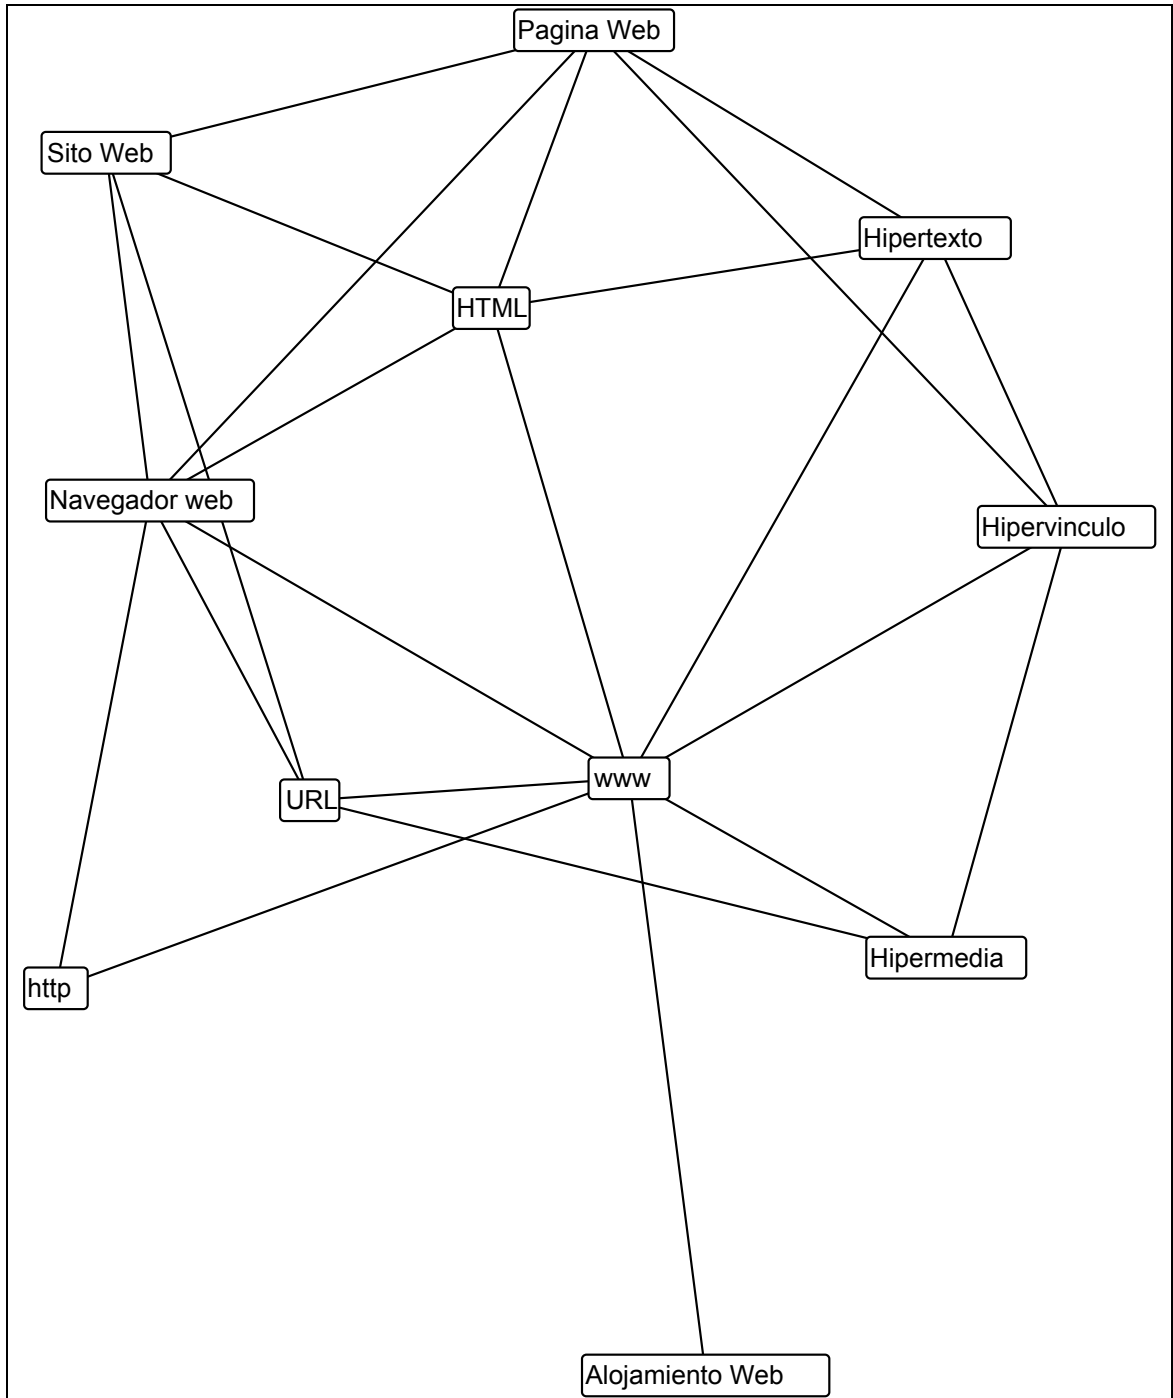 Pagina Web
Sito Web
Hipertexto
HTML
Navegador web
Hipervinculo
www
URL
Hipermedia
http
Alojamiento Web